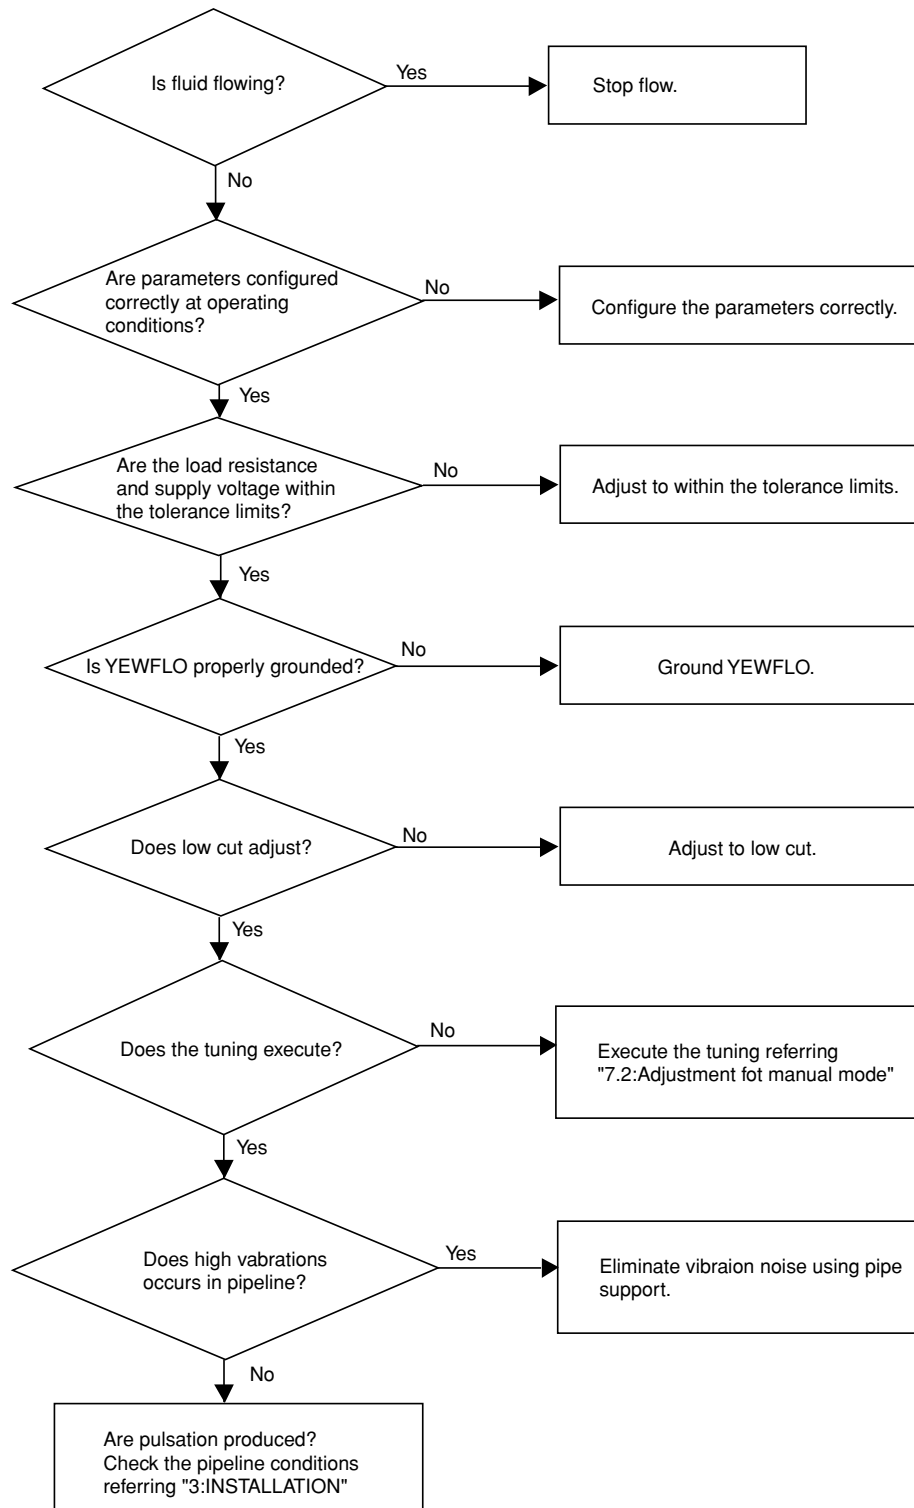 Is fluid flowing?
Yes
Stop flow.
No
Are parameters configured
correctly at operating
conditions?
No
Configure the parameters correctly.
Yes
Are the load resistance
and supply voltage within
the tolerance limits?
No
Adjust to within the tolerance limits.
Yes
Is YEWFLO properly grounded?
No
Ground YEWFLO.
Yes
Does low cut adjust?
No
Adjust to low cut.
Yes
Does the tuning execute?
No
Execute the tuning referring
"7.2:Adjustment fot manual mode"
Yes
Does high vabrations
occurs in pipeline?
Yes
Eliminate vibraion noise using pipe
support.
No
Are pulsation produced?
Check the pipeline conditions
referring "3:INSTALLATION"